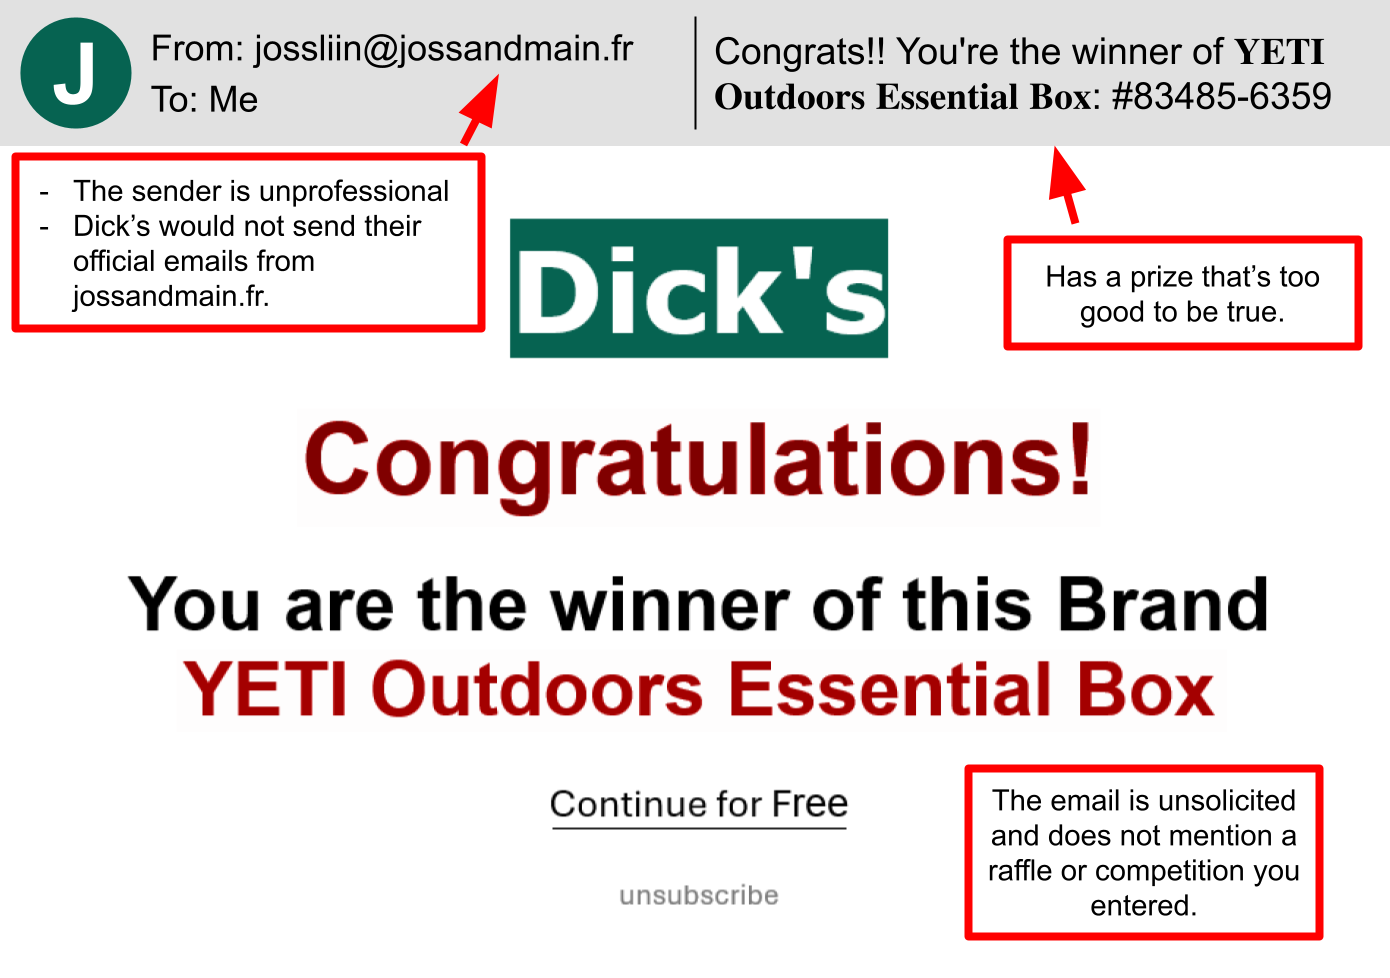 J
From: jossliin@jossandmain.fr
To: Me
Congrats!! You're the winner of YETI
Outdoors Essential Box: #83485-6359
- The sender is unprofessional
- Dick’s would not send their
official emails from
jossandmain.fr.
Dick's
Has a prize that’s too
good to be true.
Congratulations!
You are the winner of this Brand
YETI Outdoors Essential Box
Continue for Free
unsubscribe
The email is unsolicited
and does not mention a
raffle or competition you
entered.